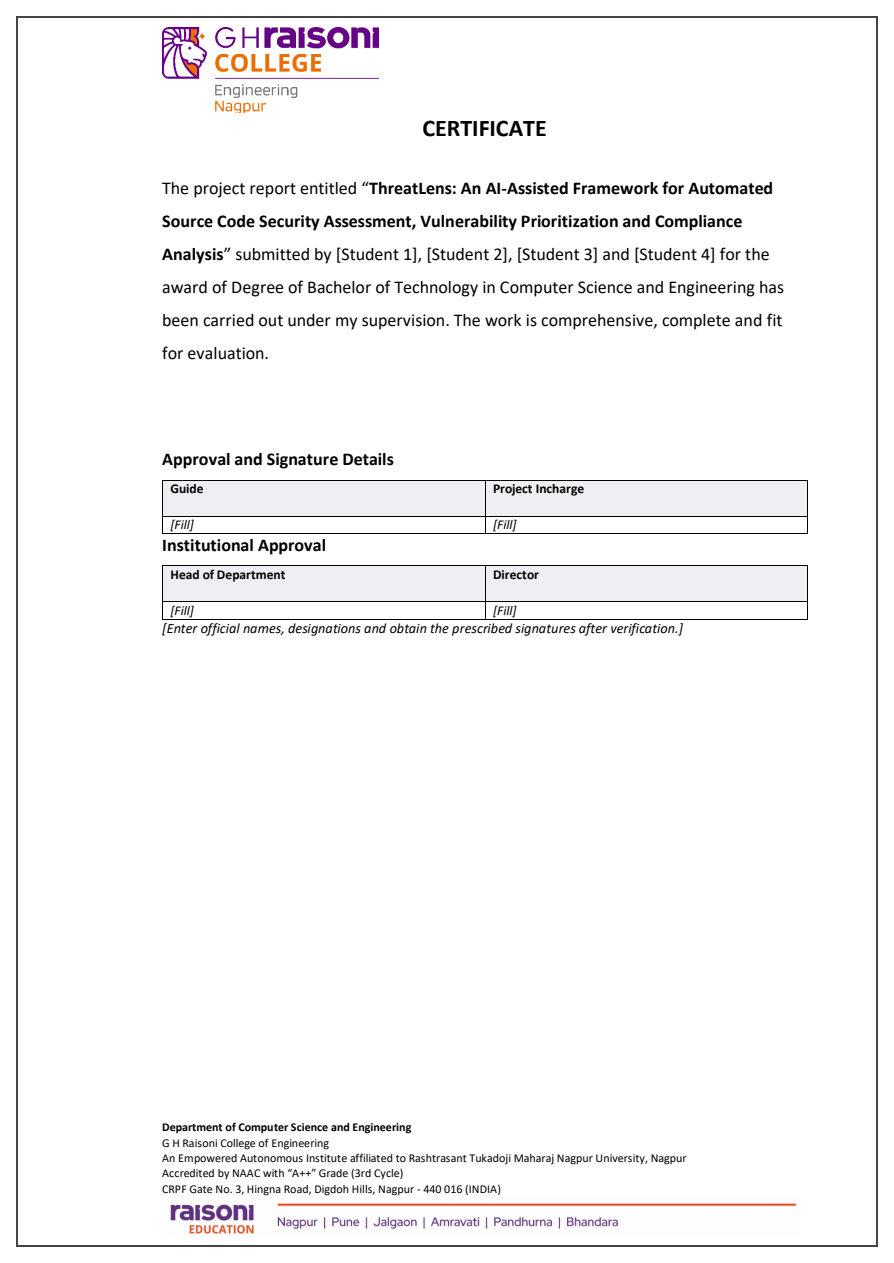 GHraisoni
COLLEGE
Engineering
Nagpur
CERTIFICATE
The project report entitled “ThreatLens: An AI-Assisted Framework for Automated
Source Code Security Assessment, Vulnerability Prioritization and Compliance
Analysis” submitted by [Student 1], [Student 2], [Student 3] and [Student 4] for the
award of Degree of Bachelor of Technology in Computer Science and Engineering has
been carried out under my supervision. The work is comprehensive, complete and fit
for evaluation.
Approval and Signature Details
Guide Project Incharge
[Fill] [Fill]
Institutional Approval
Head of Department Director
[Fill] [Fill]
[Enter official names, designations and obtain the prescribed signatures after verification.]
Department of Computer Science and Engineering
G H Raisoni College of Engineering
An Empowered Autonomous Institute affiliated to Rashtrasant Tukadoji Maharaj Nagpur University, Nagpur
Accredited by NAAC with “A++” Grade (3rd Cycle)
CRPF Gate No. 3, Hingna Road, Digdoh Hills, Nagpur - 440 016 (INDIA)
raisoni
EDUCATION
Nagpur | Pune | Jalgaon | Amravati | Pandhurna | Bhandara